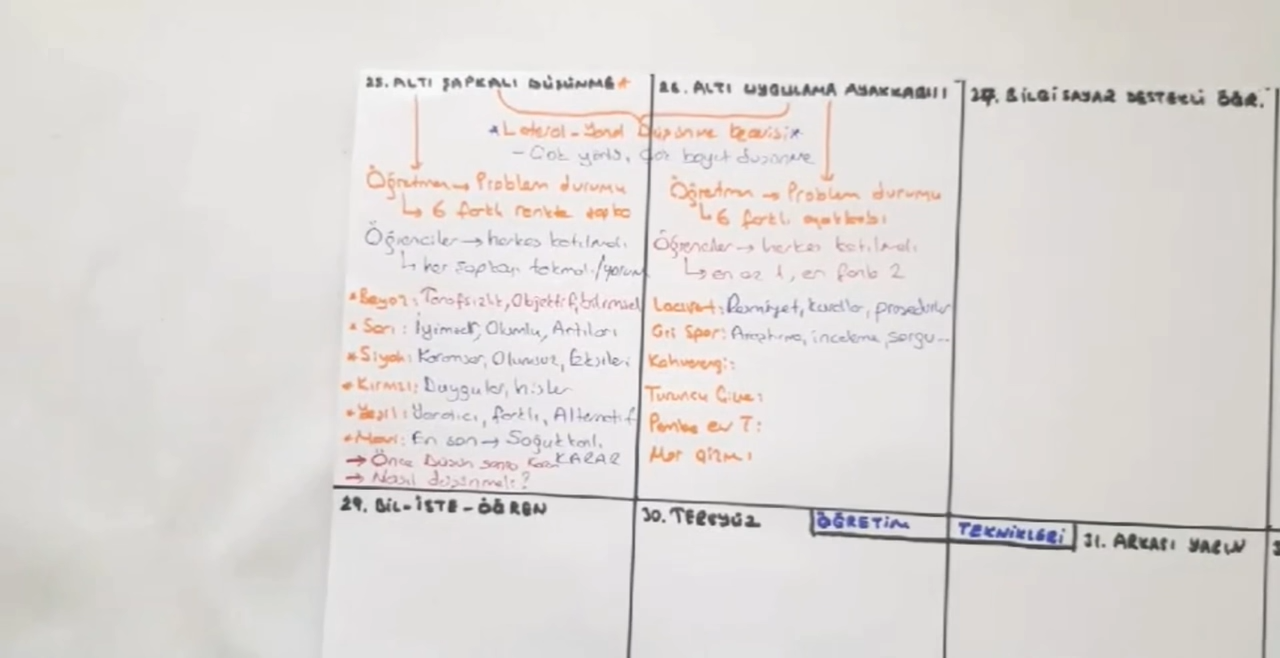 25. ALTI ŞAPKALI DÜŞÜNME*
26. ALTI UYGULAMA AYAKKABISI
27. BİLGİSAYAR DESTEKLİ ÖĞR.
*Lateral-Yanal Düşünme Becerisi*
- Çok yönlü, çok boyut düşünme
Öğretmen → Problem durumu
↳ 6 farklı renkte şapka
Öğrenciler → herkes katılmalı
↳ her şapkayı takmalı/yorum
*Beyaz: Tarafsızlık, Objektif, bilimsel
*Sarı: İyimserlik, Olumlu, Artıları
*Siyah: Karamsar, Olumsuz, Eksileri
*Kırmızı: Duygular, hisler
*Yeşil: Yaratıcı, farklı, Alternatif
*Mavi: En son → Soğukkanlı
KARAR
→ Önce Düşün sonra
→ Nasıl düşünmeli?
Öğretmen → Problem durumu
↳ 6 farklı ayakkabı
Öğrenciler → herkes katılmalı
↳ en az 1, en fazla 2
Lacivert: Resmiyet, kurallar, prosedürler
Gri Spor: Araştırma, inceleme, sorgu...
Kahverengi:
Turuncu Çizme:
Pembe ev T:
Mor çizme:
29. BİL-İSTE-ÖĞREN
30. TERSYÜZ
ÖĞRETİM TEKNİKLERİ
31. ARKASI YARIN